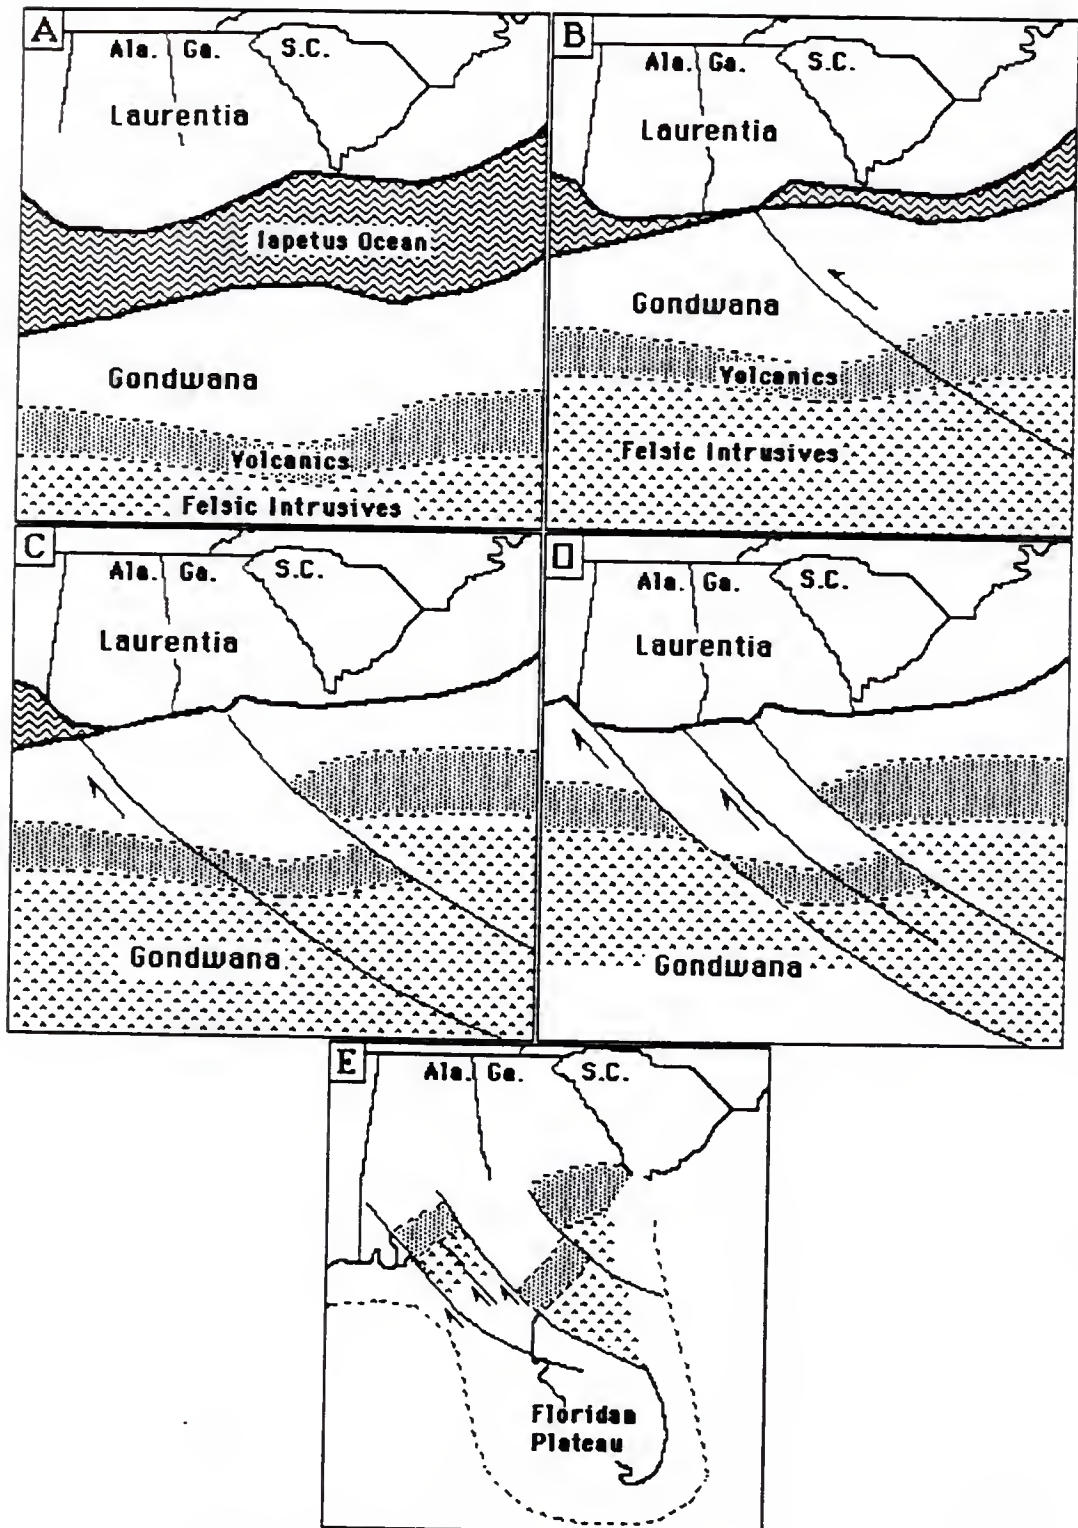 A
Ala. Ga. S.C.
Laurentia
Iapetus Ocean
Gondwana
Volcanics
Felsic Intrusives
B
Ala. Ga. S.C.
Laurentia
Gondwana
Volcanics
Felsic Intrusives
C
Ala. Ga. S.C.
Laurentia
Gondwana
D
Ala. Ga. S.C.
Laurentia
Gondwana
E
Ala. Ga. S.C.
Floridan
Plateau